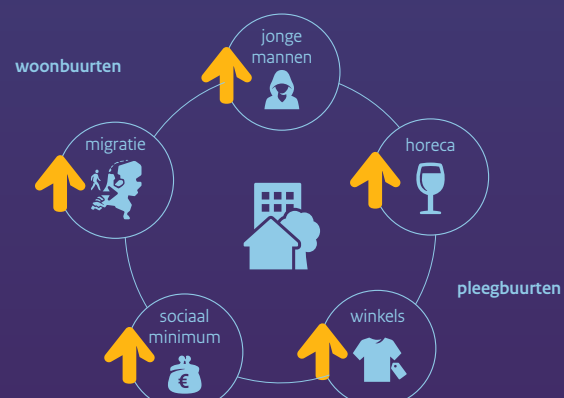 jonge
mannen
woonbuurten
migratie
horeca
pleegbuurten
sociaal
minimum
winkels
€